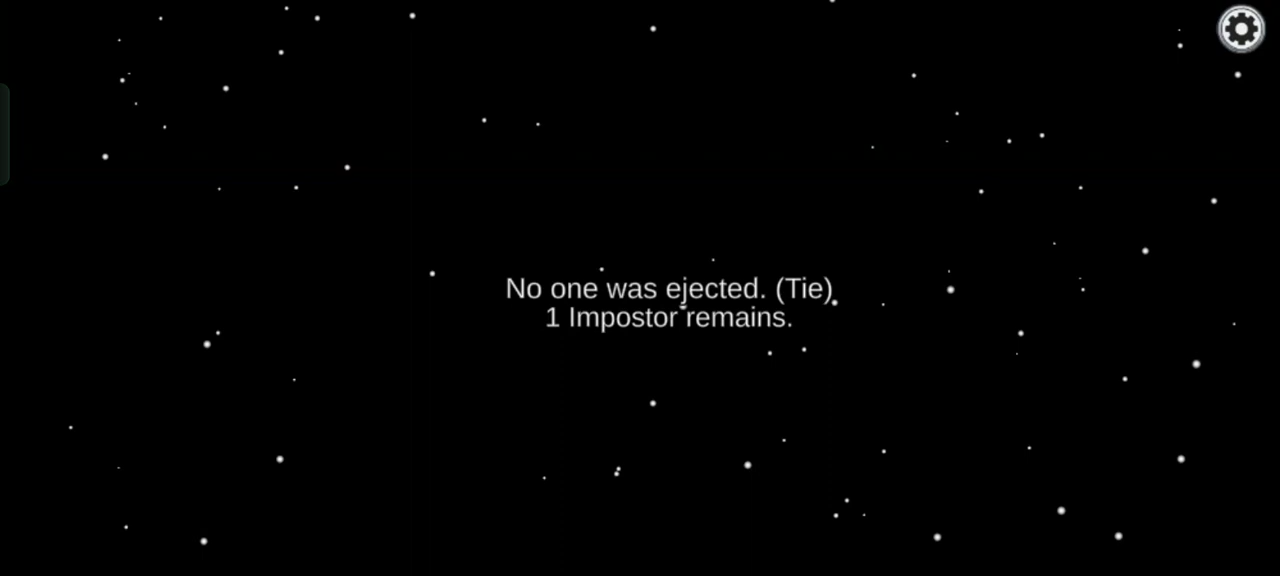 No one was ejected. (Tie)
1 Impostor remains.